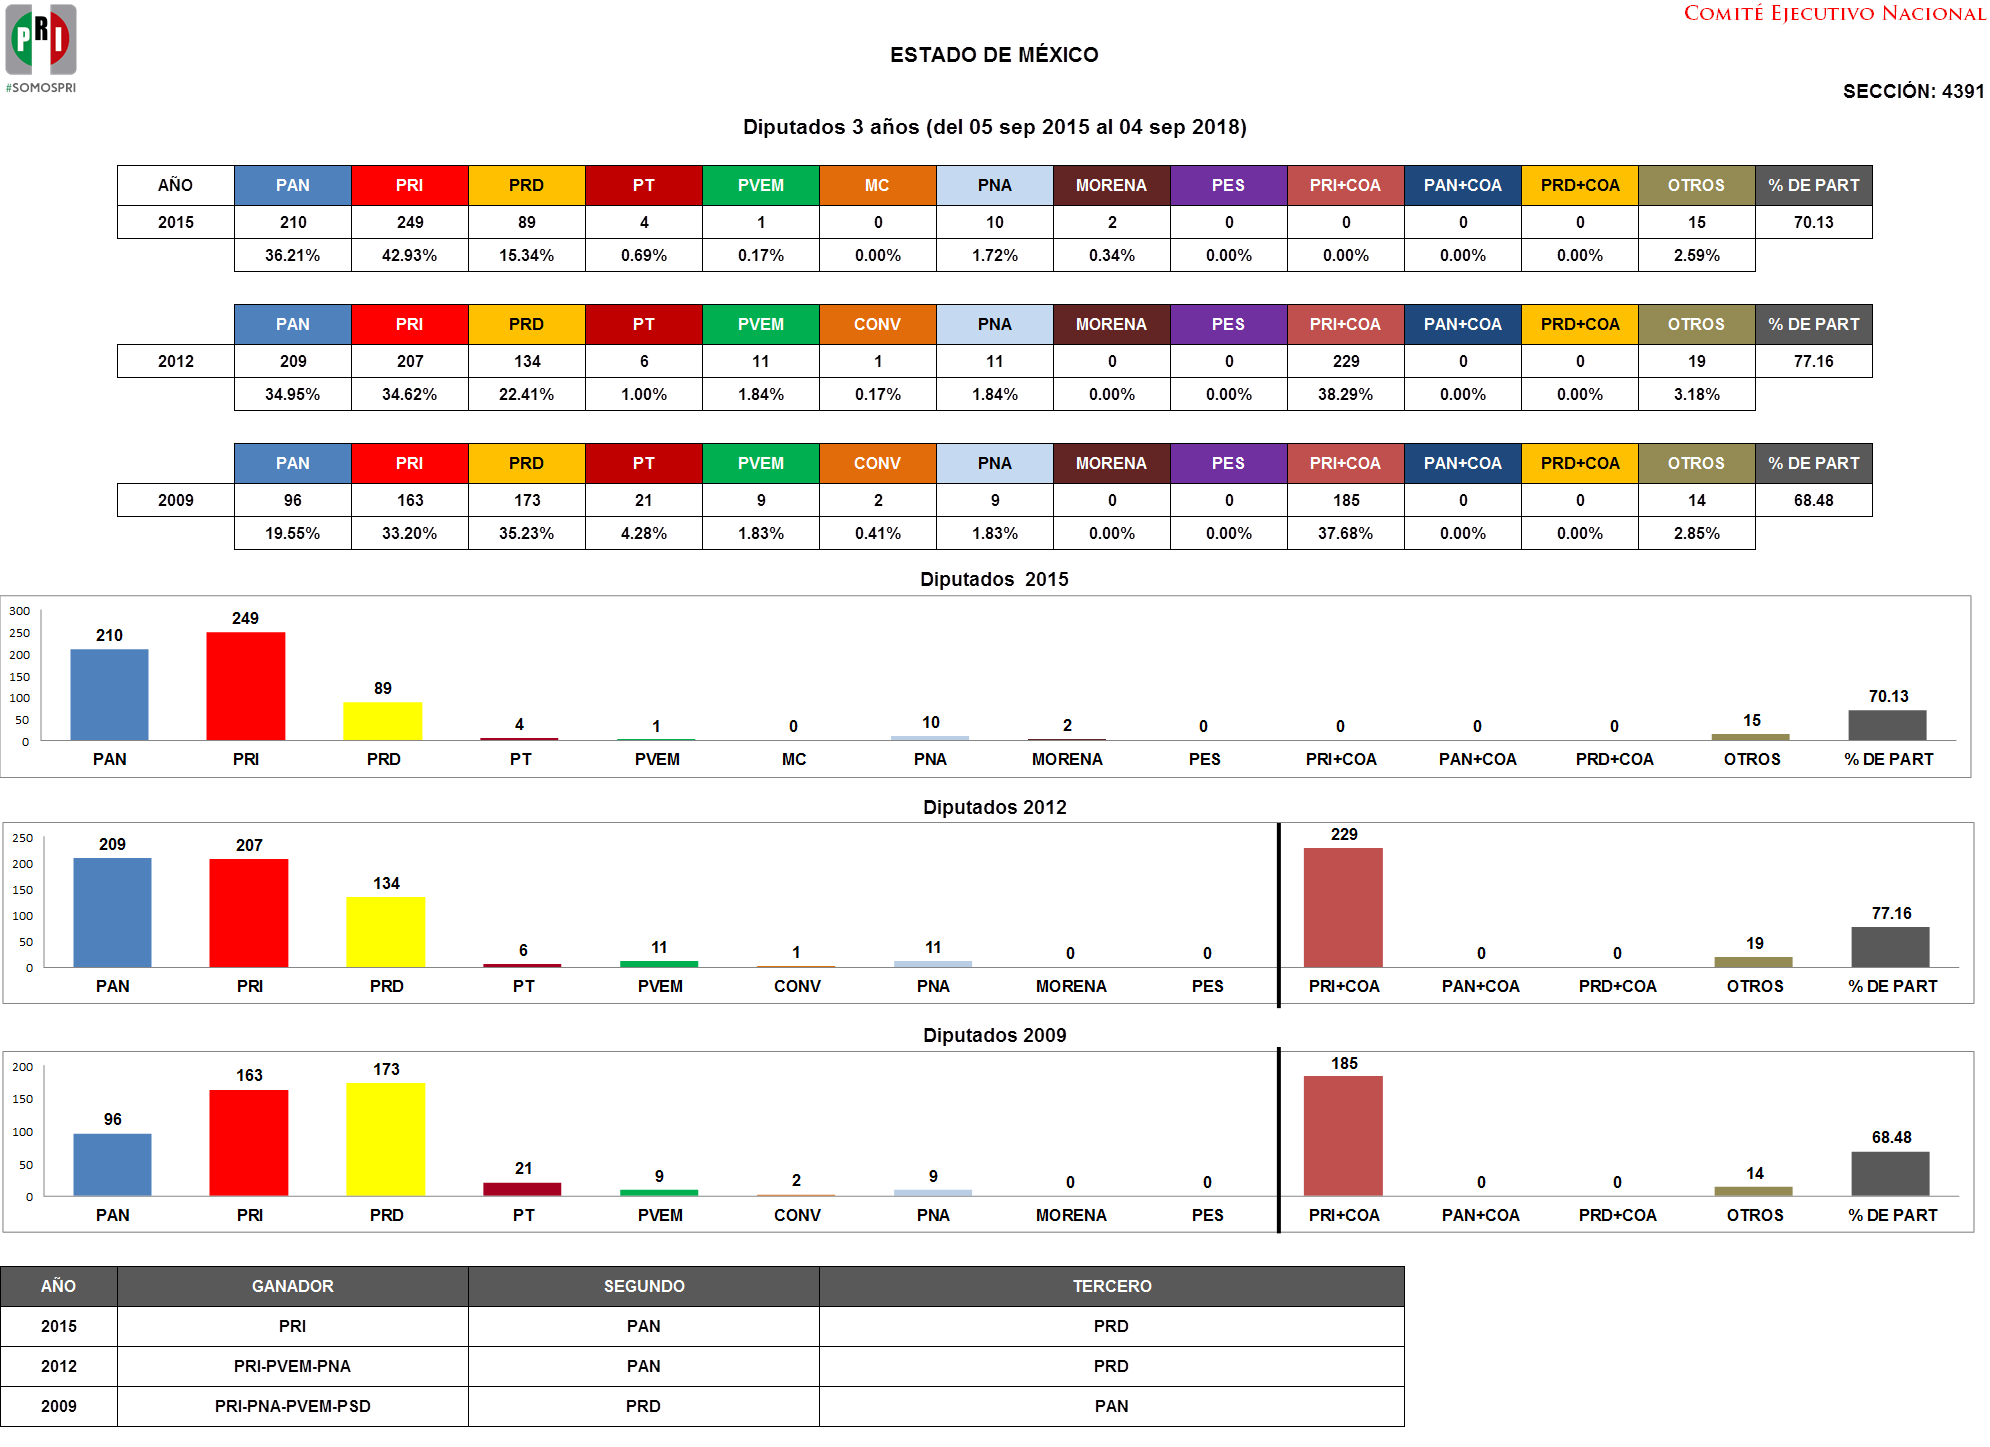 PRI
#SOMOSPRI
COMITÉ EJECUTIVO NACIONAL
ESTADO DE MÉXICO
SECCIÓN: 4391
Diputados 3 años (del 05 sep 2015 al 04 sep 2018)
AÑO PAN PRI PRD PT PVEM MC PNA MORENA PES PRI+COA PAN+COA PRD+COA OTROS % DE PART
2015 210 249 89 4 1 0 10 2 0 0 0 0 15 70.13
36.21% 42.93% 15.34% 0.69% 0.17% 0.00% 1.72% 0.34% 0.00% 0.00% 0.00% 0.00% 2.59%
PAN PRI PRD PT PVEM CONV PNA MORENA PES PRI+COA PAN+COA PRD+COA OTROS % DE PART
2012 209 207 134 6 11 1 11 0 0 229 0 0 19 77.16
34.95% 34.62% 22.41% 1.00% 1.84% 0.17% 1.84% 0.00% 0.00% 38.29% 0.00% 0.00% 3.18%
PAN PRI PRD PT PVEM CONV PNA MORENA PES PRI+COA PAN+COA PRD+COA OTROS % DE PART
2009 96 163 173 21 9 2 9 0 0 185 0 0 14 68.48
19.55% 33.20% 35.23% 4.28% 1.83% 0.41% 1.83% 0.00% 0.00% 37.68% 0.00% 0.00% 2.85%
Diputados 2015
300
250
200
150
100
50
0
210 249 89 4 1 0 10 2 0 0 0 0 15 70.13
PAN PRI PRD PT PVEM MC PNA MORENA PES PRI+COA PAN+COA PRD+COA OTROS % DE PART
Diputados 2012
250
200
150
100
50
0
209 207 134 6 11 1 11 0 0 229 0 0 19 77.16
PAN PRI PRD PT PVEM CONV PNA MORENA PES PRI+COA PAN+COA PRD+COA OTROS % DE PART
Diputados 2009
200
150
100
50
0
96 163 173 21 9 2 9 0 0 185 0 0 14 68.48
PAN PRI PRD PT PVEM CONV PNA MORENA PES PRI+COA PAN+COA PRD+COA OTROS % DE PART
AÑO GANADOR SEGUNDO TERCERO
2015 PRI PAN PRD
2012 PRI-PVEM-PNA PAN PRD
2009 PRI-PNA-PVEM-PSD PRD PAN